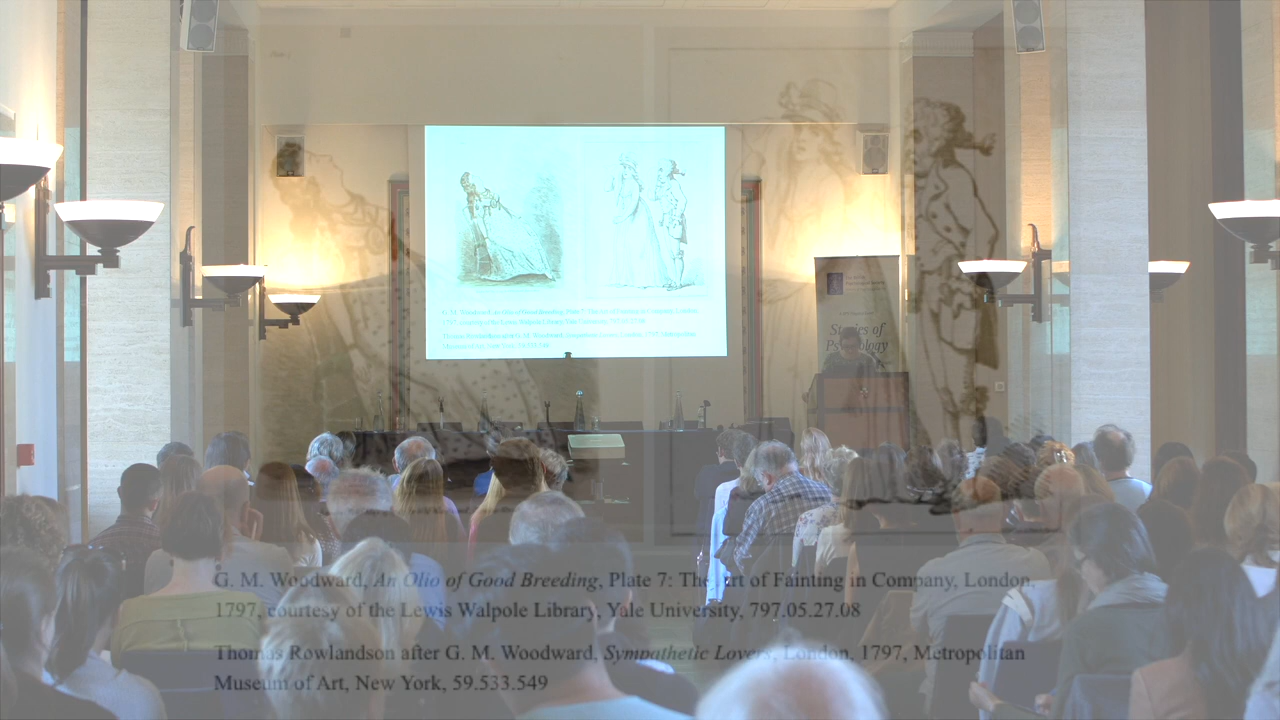 Stories of
Psychology
G. M. Woodward, An Olio of Good Breeding, Plate 7: The Art of Fainting in Company, London,
1797, courtesy of the Lewis Walpole Library, Yale University, 797.05.27.08
Thomas Rowlandson after G. M. Woodward, Sympathetic Lovers, London, 1797, Metropolitan
Museum of Art, New York, 59.533.549